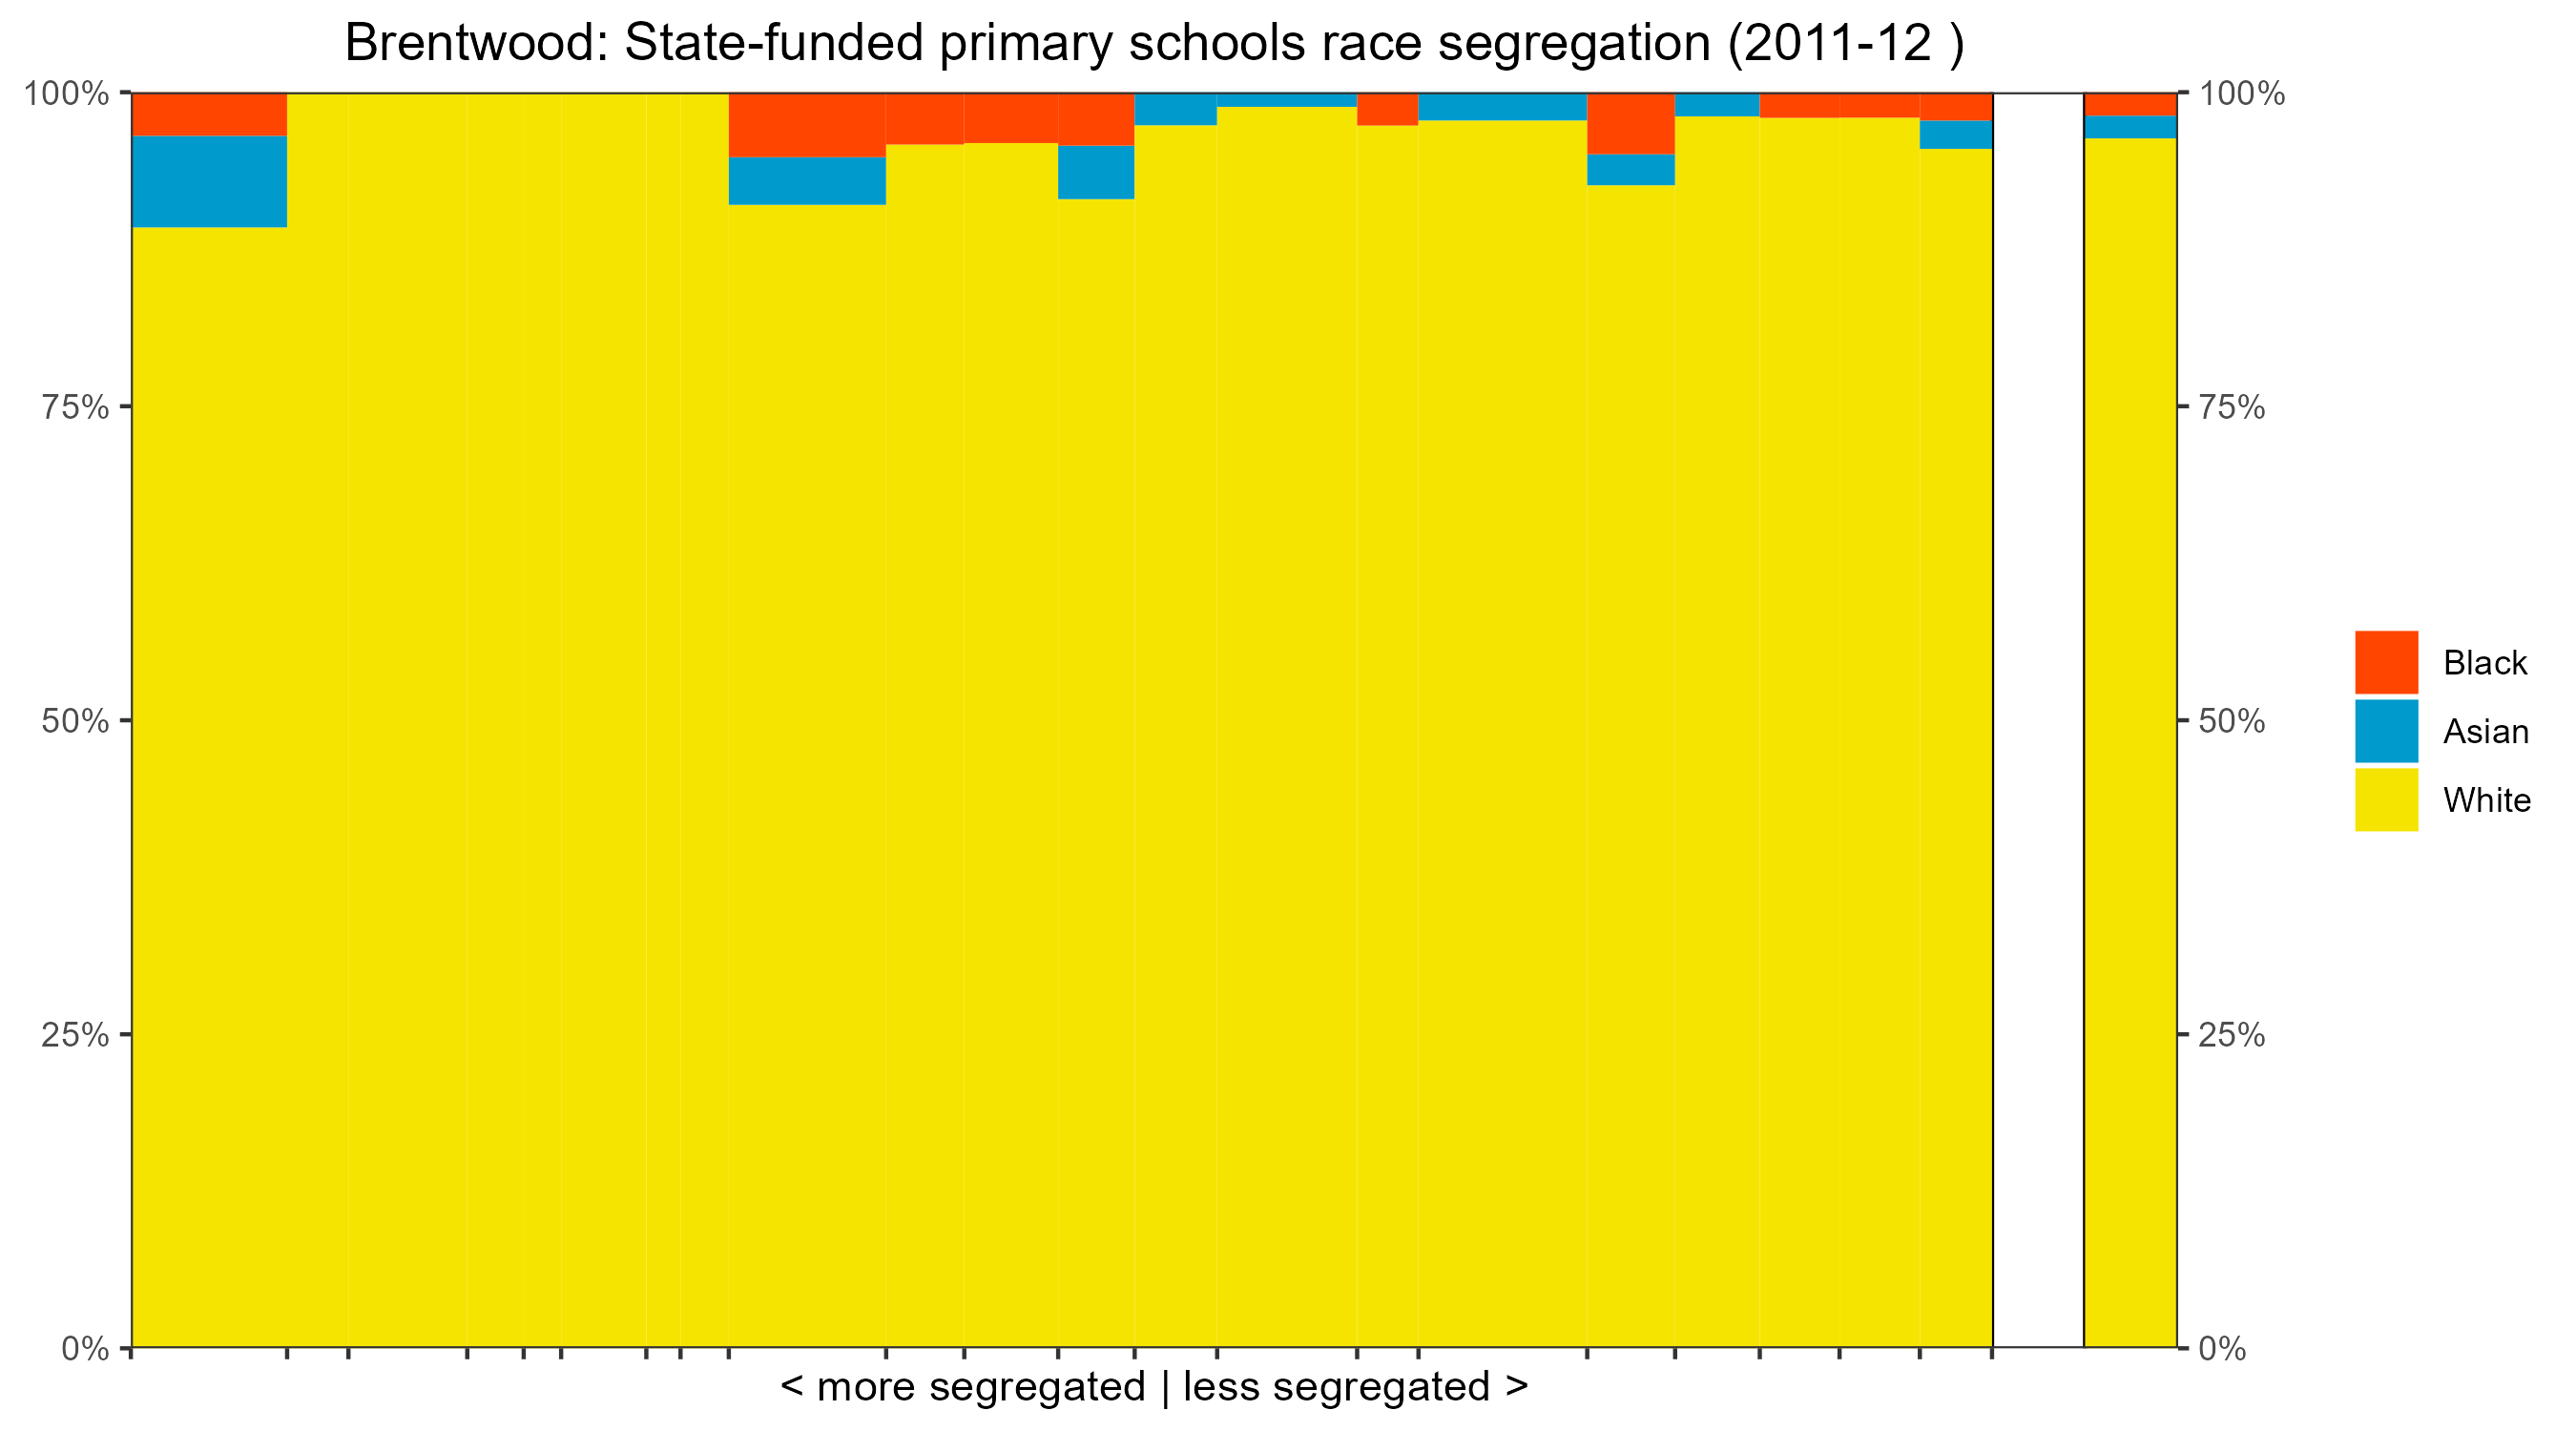 Brentwood: State-funded primary schools race segregation (2011-12 )
100%
75%
50%
25%
0%
100%
75%
50%
25%
0%
Black
Asian
White
< more segregated | less segregated >